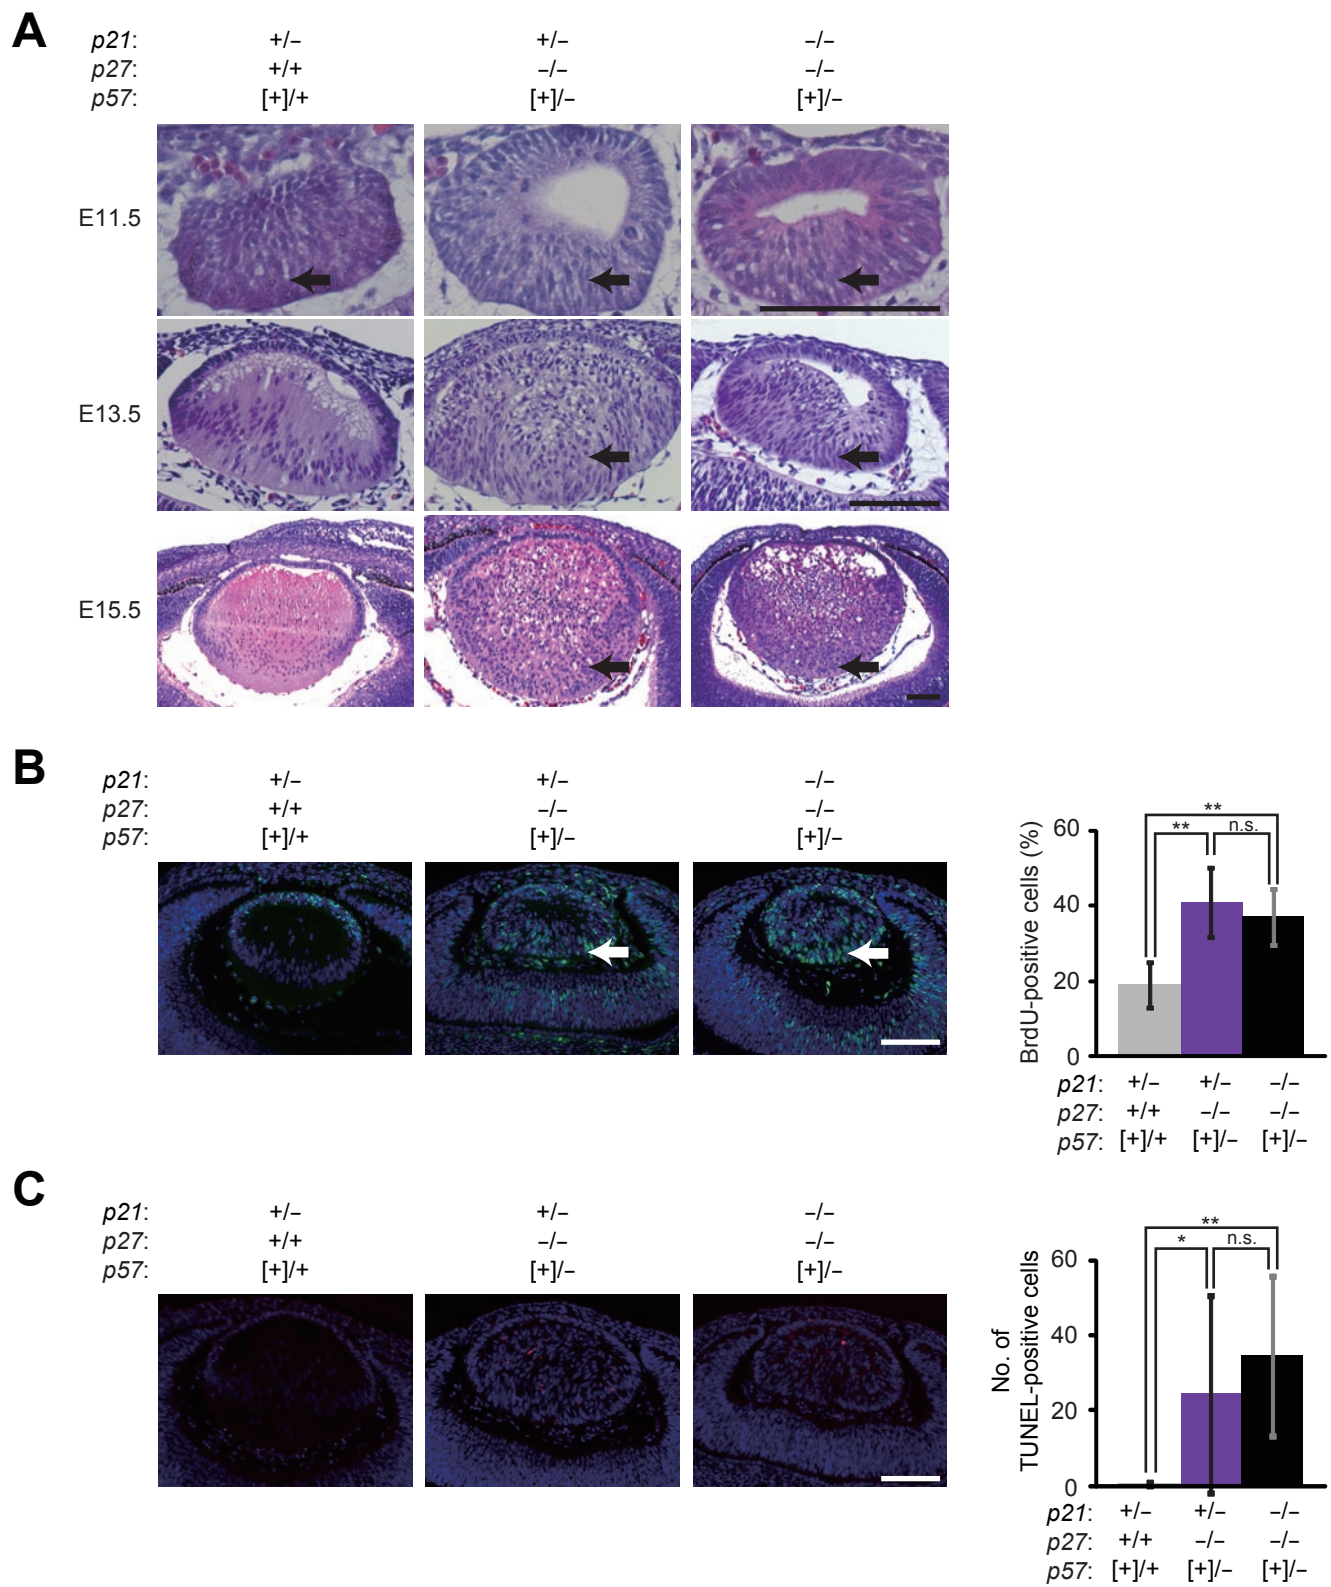 A
p21: +/– +/– –/–
p27: +/+ –/– –/–
p57: [+]/+ [+]/– [+]/–
E11.5
E13.5
E15.5
B
p21: +/– +/– –/–
p27: +/+ –/– –/–
p57: [+]/+ [+]/– [+]/–
BrdU-positive cells (%)
60
40
20
0
**
** n.s.
p21: +/– +/– –/–
p27: +/+ –/– –/–
p57: [+]/+ [+]/– [+]/–
C
p21: +/– +/– –/–
p27: +/+ –/– –/–
p57: [+]/+ [+]/– [+]/–
No. of
TUNEL-positive cells
60
40
20
0
**
* n.s.
p21: +/– +/– –/–
p27: +/+ –/– –/–
p57: [+]/+ [+]/– [+]/–